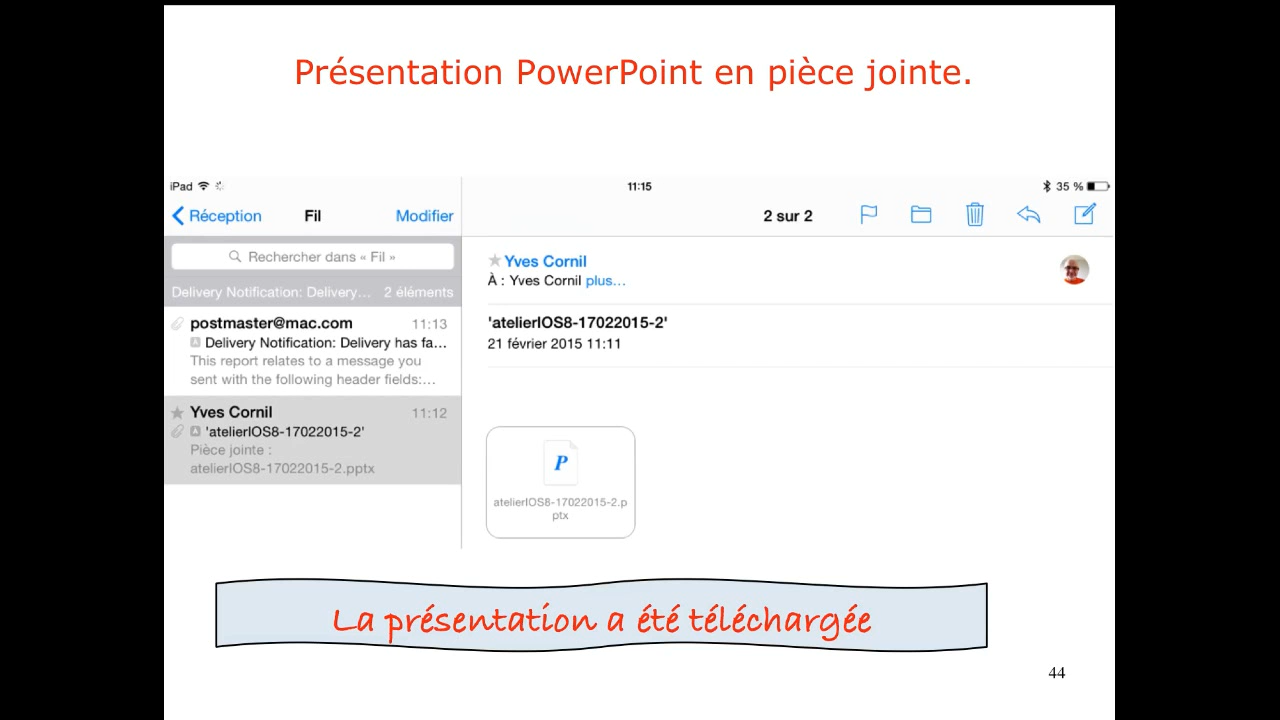 Présentation PowerPoint en pièce jointe.
iPad 11:15 35 %
Réception Fil Modifier 2 sur 2
Rechercher dans « Fil »
Delivery Notification: Delivery... 2 éléments
postmaster@mac.com 11:13
Delivery Notification: Delivery has fa...
This report relates to a message you
sent with the following header fields:...
Yves Cornil 11:12
'atelierIOS8-17022015-2'
Pièce jointe :
atelierIOS8-17022015-2.pptx
Yves Cornil
À : Yves Cornil plus...
'atelierIOS8-17022015-2'
21 février 2015 11:11
P
atelierIOS8-17022015-2.p
ptx
La présentation a été téléchargée
44